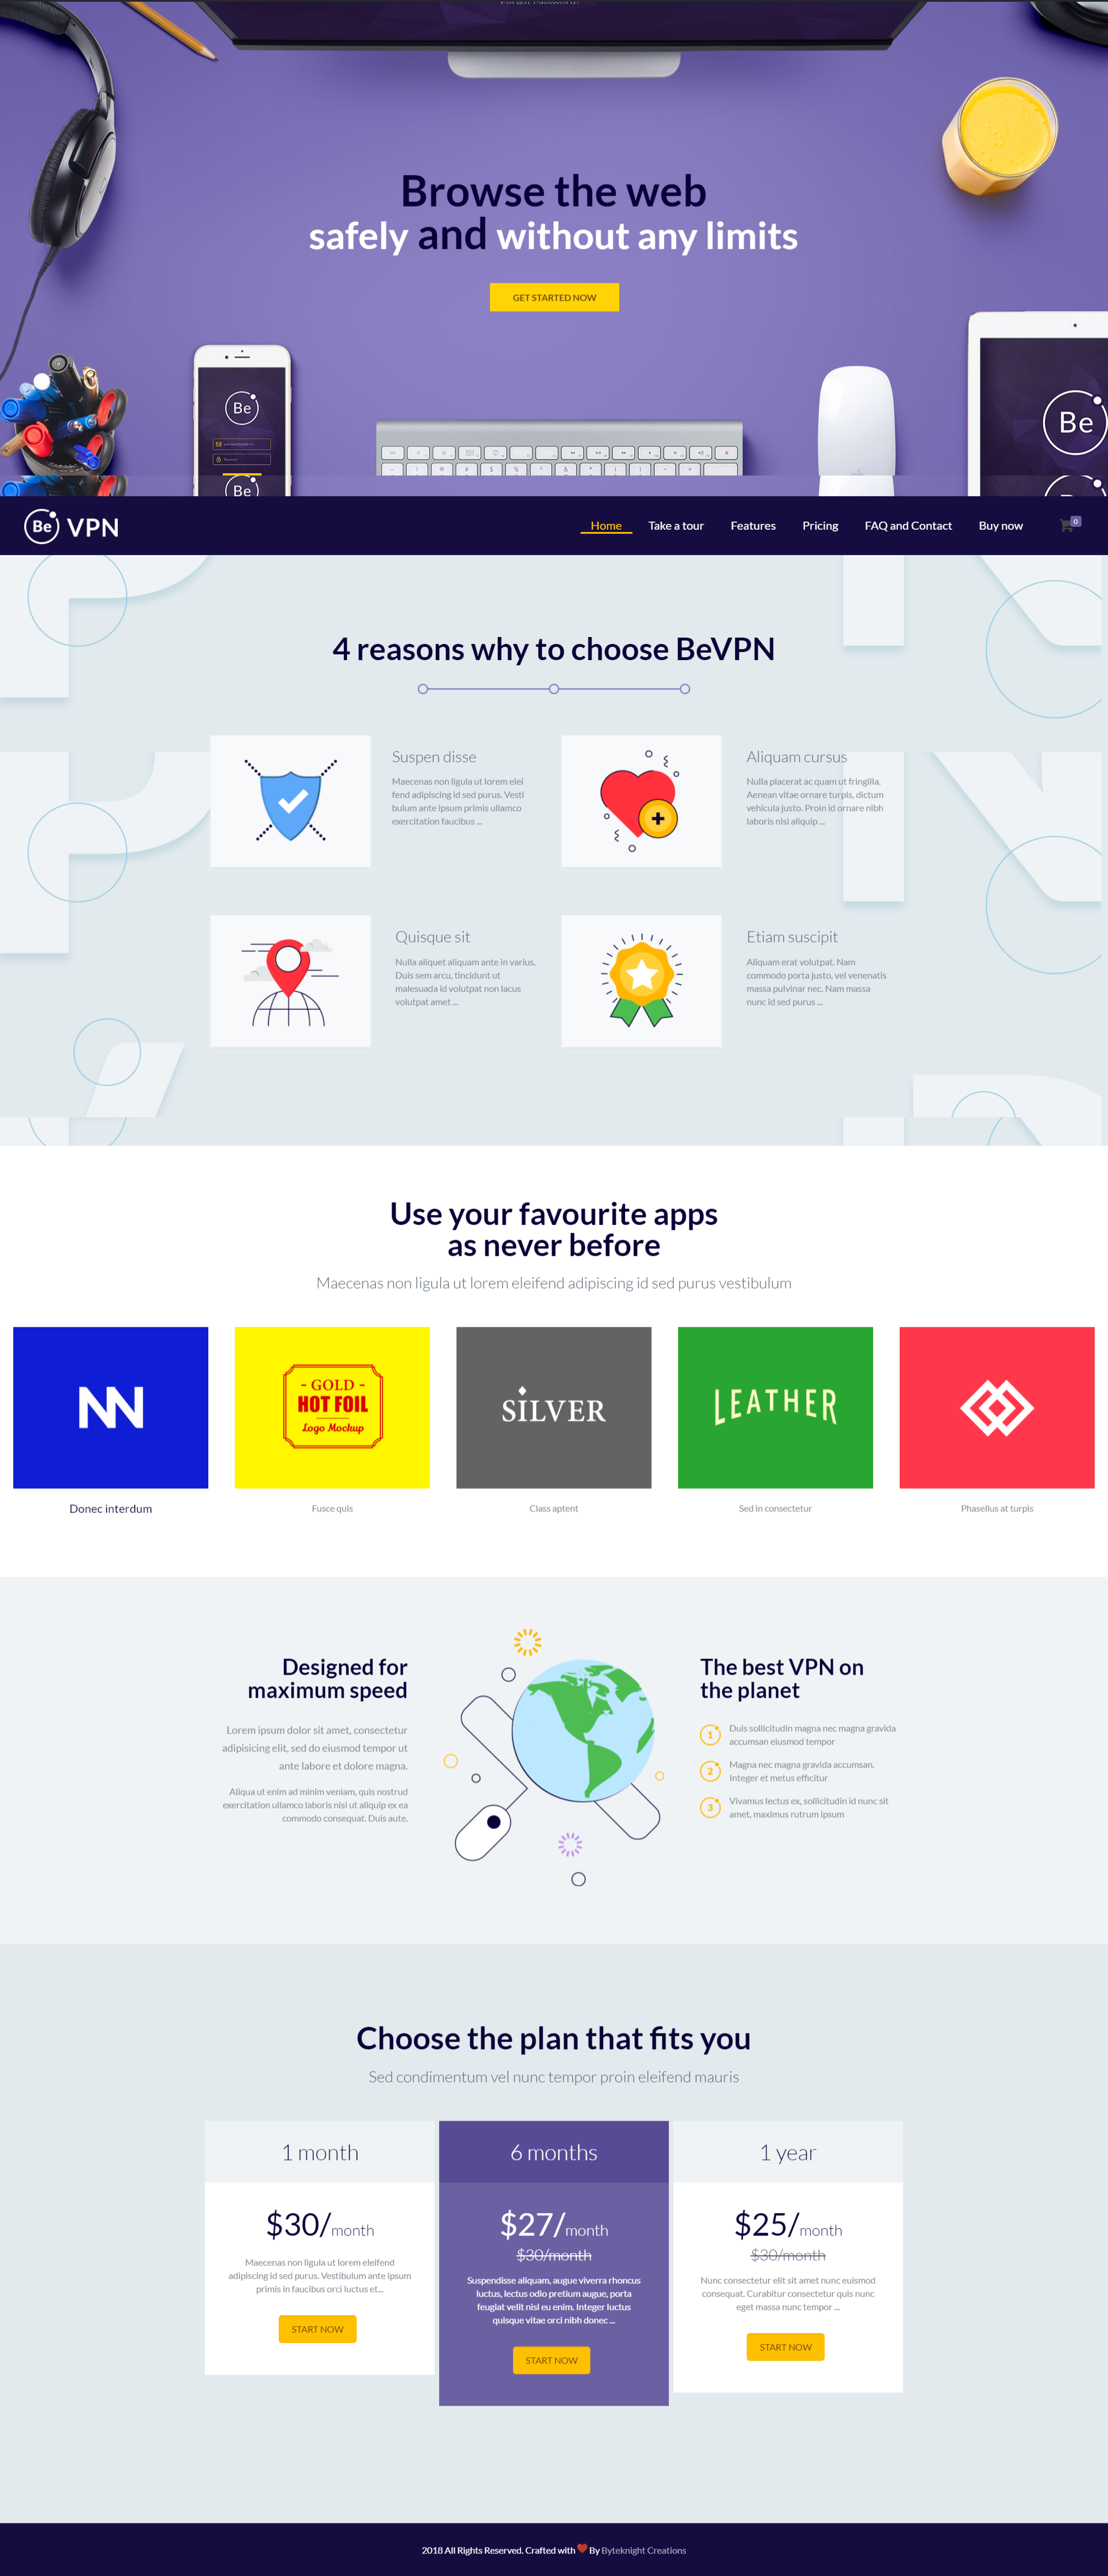 Forgot Password?
Browse the web
safely and without any limits
GET STARTED NOW
Be
Be
Be
Be VPN
Home
Take a tour
Features
Pricing
FAQ and Contact
Buy now
0
4 reasons why to choose BeVPN
Suspen disse
Maecenas non ligula ut lorem elei
fend adipiscing id sed purus. Vesti
bulum ante ipsum primis ullamco
exercitation faucibus ...
Aliquam cursus
Nulla placerat ac quam ut fringilla.
Aenean vitae ornare turpis, dictum
vehicula justo. Proin id ornare nibh
laboris nisi aliquip ...
Quisque sit
Nulla aliquet aliquam ante in varius.
Duis sem arcu, tincidunt ut
malesuada id volutpat non lacus
volutpat amet ...
Etiam suscipit
Aliquam erat volutpat. Nam
commodo porta justo, vel venenatis
massa pulvinar nec. Nam massa
nunc id sed purus ...
Use your favourite apps
as never before
Maecenas non ligula ut lorem eleifend adipiscing id sed purus vestibulum
NN
- GOLD -
HOT FOIL
Logo Mockup
SILVER
LEATHER
Donec interdum
Fusce quis
Class aptent
Sed in consectetur
Phasellus at turpis
Designed for
maximum speed
Lorem ipsum dolor sit amet, consectetur
adipisicing elit, sed do eiusmod tempor ut
ante labore et dolore magna.
Aliqua ut enim ad minim veniam, quis nostrud
exercitation ullamco laboris nisi ut aliquip ex ea
commodo consequat. Duis aute.
The best VPN on
the planet
1
Duis sollicitudin magna nec magna gravida
accumsan eiusmod tempor
2
Magna nec magna gravida accumsan.
Integer et metus efficitur
3
Vivamus lectus ex, sollicitudin id nunc sit
amet, maximus rutrum ipsum
Choose the plan that fits you
Sed condimentum vel nunc tempor proin eleifend mauris
1 month
$30/month
Maecenas non ligula ut lorem eleifend
adipiscing id sed purus. Vestibulum ante ipsum
primis in faucibus orci luctus et...
START NOW
6 months
$27/month
$30/month
Suspendisse aliquam, augue viverra rhoncus
luctus, lectus odio pretium augue, porta
feugiat velit nisl eu enim. Integer luctus
quisque vitae orci nibh donec ...
START NOW
1 year
$25/month
$30/month
Nunc consectetur elit sit amet nunc euismod
consequat. Curabitur consectetur quis nunc
eget massa nunc tempor ...
START NOW
2018 All Rights Reserved. Crafted with ❤ By Byteknight Creations